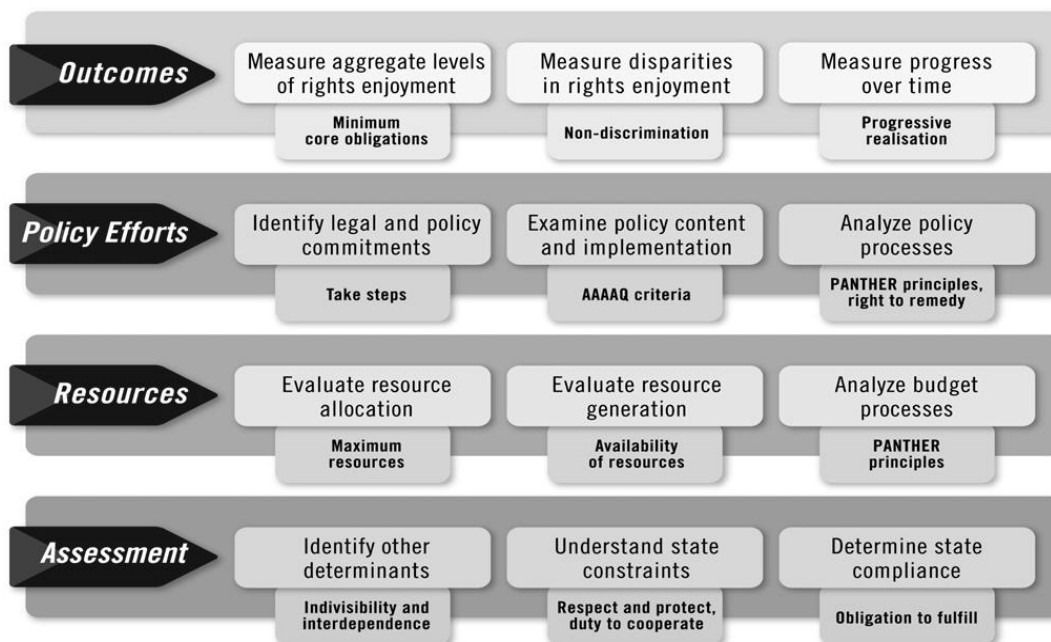 Outcomes
Measure aggregate levels
of rights enjoyment
Minimum
core obligations
Measure disparities
in rights enjoyment
Non-discrimination
Measure progress
over time
Progressive
realisation
Policy Efforts
Identify legal and policy
commitments
Take steps
Examine policy content
and implementation
AAAAQ criteria
Analyze policy
processes
PANTHER principles,
right to remedy
Resources
Evaluate resource
allocation
Maximum
resources
Evaluate resource
generation
Availability
of resources
Analyze budget
processes
PANTHER
principles
Assessment
Identify other
determinants
Indivisibility and
interdependence
Understand state
constraints
Respect and protect,
duty to cooperate
Determine state
compliance
Obligation to fulfill